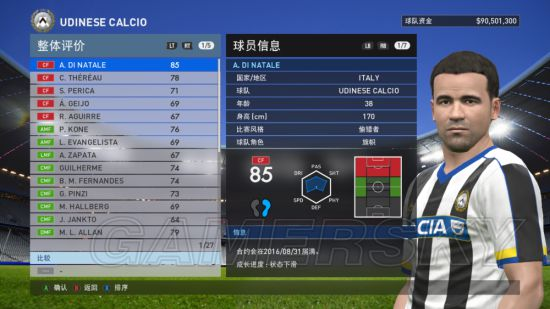 UDINESE CALCIO
球队资金 $90,501,300
整体评价 LT RT 1/5
CF A. DI NATALE 85
CF C. THÉRÉAU 78
CF S. PERICA 71
CF Á. GEIJO 69
CF R. AGUIRRE 67
AMF P. KONE 76
AMF L. EVANGELISTA 69
LMF A. ZAPATA 67
CMF GUILHERME 74
CMF B. M. FERNANDES 74
CMF G. PINZI 73
CMF M. HALLBERG 69
CMF J. JANKTO 64
DMF M. L. ALLAN 79
1/27
比较
-
球员信息 LB RB 1/7
A. DI NATALE
国家/地区 ITALY
球队 UDINESE CALCIO
年龄 38
身高 [cm] 170
比赛风格 偷猎者
球队角色 旗帜
CF
85
PAS
DRI SHT
SPD PHY
DEF
信息
合约会在2016/08/31届满。
成长进度:状态下滑
CIA
A 确认 B 返回 X 排序
GAMERSKY